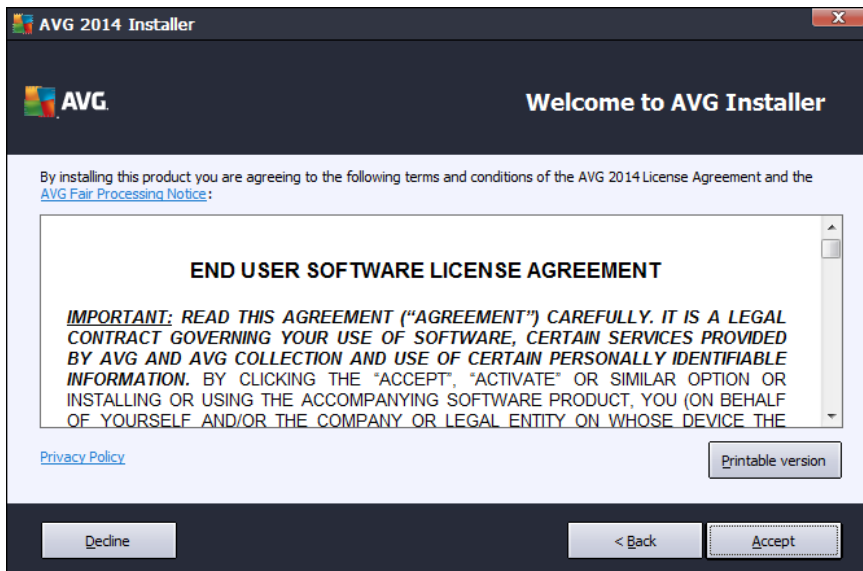 AVG 2014 Installer
AVG.
Welcome to AVG Installer
By installing this product you are agreeing to the following terms and conditions of the AVG 2014 License Agreement and the
AVG Fair Processing Notice:
END USER SOFTWARE LICENSE AGREEMENT
IMPORTANT: READ THIS AGREEMENT (“AGREEMENT”) CAREFULLY. IT IS A LEGAL
CONTRACT GOVERNING YOUR USE OF SOFTWARE, CERTAIN SERVICES PROVIDED
BY AVG AND AVG COLLECTION AND USE OF CERTAIN PERSONALLY IDENTIFIABLE
INFORMATION. BY CLICKING THE “ACCEPT”, “ACTIVATE” OR SIMILAR OPTION OR
INSTALLING OR USING THE ACCOMPANYING SOFTWARE PRODUCT, YOU (ON BEHALF
OF YOURSELF AND/OR THE COMPANY OR LEGAL ENTITY ON WHOSE DEVICE THE
Privacy Policy
Printable version
Decline
< Back
Accept